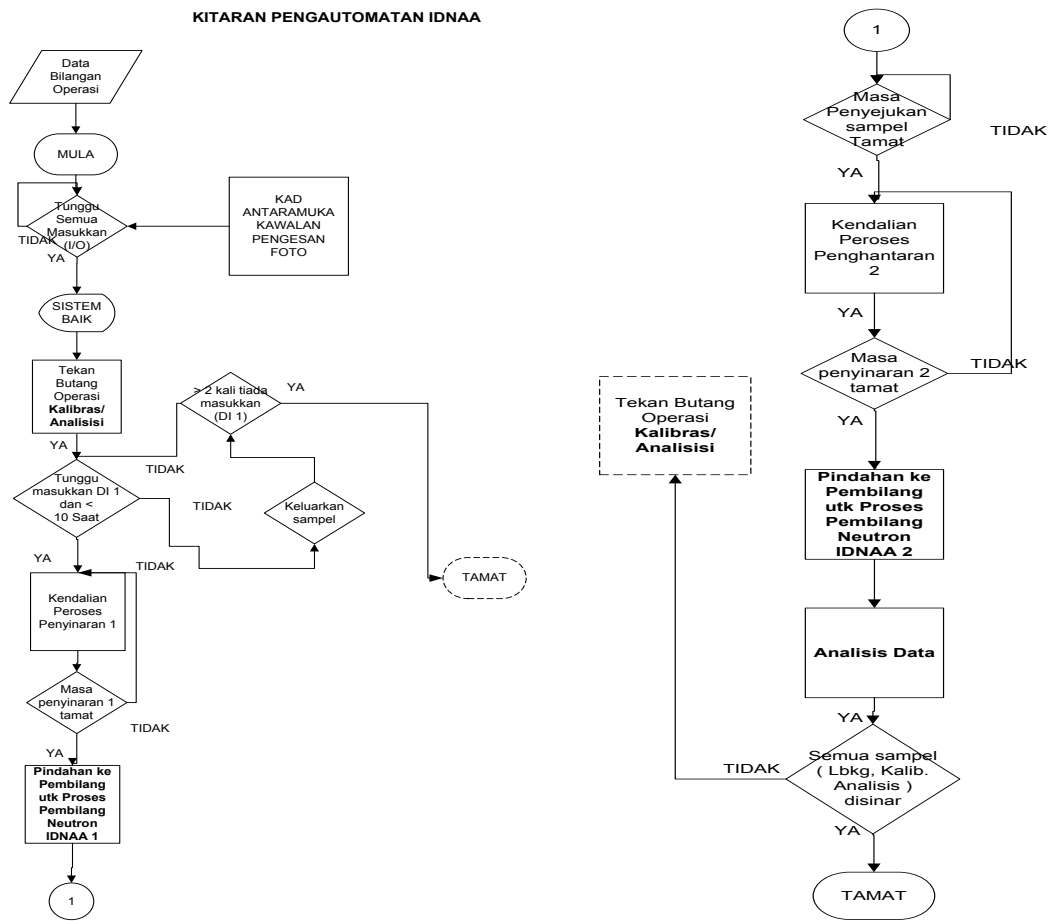 KITARAN PENGAUTOMATAN IDNAA
Data
Bilangan
Operasi
MULA
Tunggu
Semua
Masukkan
(I/O)
TIDAK
YA
KAD
ANTARAMUKA
KAWALAN
PENGESAN
FOTO
SISTEM
BAIK
Tekan
Butang
Operasi
Kalibras/
Analisisi
YA
> 2 kali tiada
masukkan
(DI 1)
YA
TIDAK
Tunggu
masukkan DI 1
dan <
10 Saat
TIDAK
Keluarkan
sampel
TAMAT
YA
TIDAK
Kendalian
Peroses
Penyinaran 1
Masa
penyinaran 1
tamat
TIDAK
YA
Pindahan ke
Pembilang
utk Proses
Pembilang
Neutron
IDNAA 1
1
1
Masa
Penyejukan
sampel
Tamat
TIDAK
YA
Kendalian
Peroses
Penghantaran
2
YA
Masa
penyinaran 2
tamat
TIDAK
YA
Tekan Butang
Operasi
Kalibras/
Analisisi
Pindahan ke
Pembilang
utk Proses
Pembilang
Neutron
IDNAA 2
Analisis Data
YA
Semua sampel
( Lbkg, Kalib.
Analisis )
disinar
TIDAK
YA
TAMAT